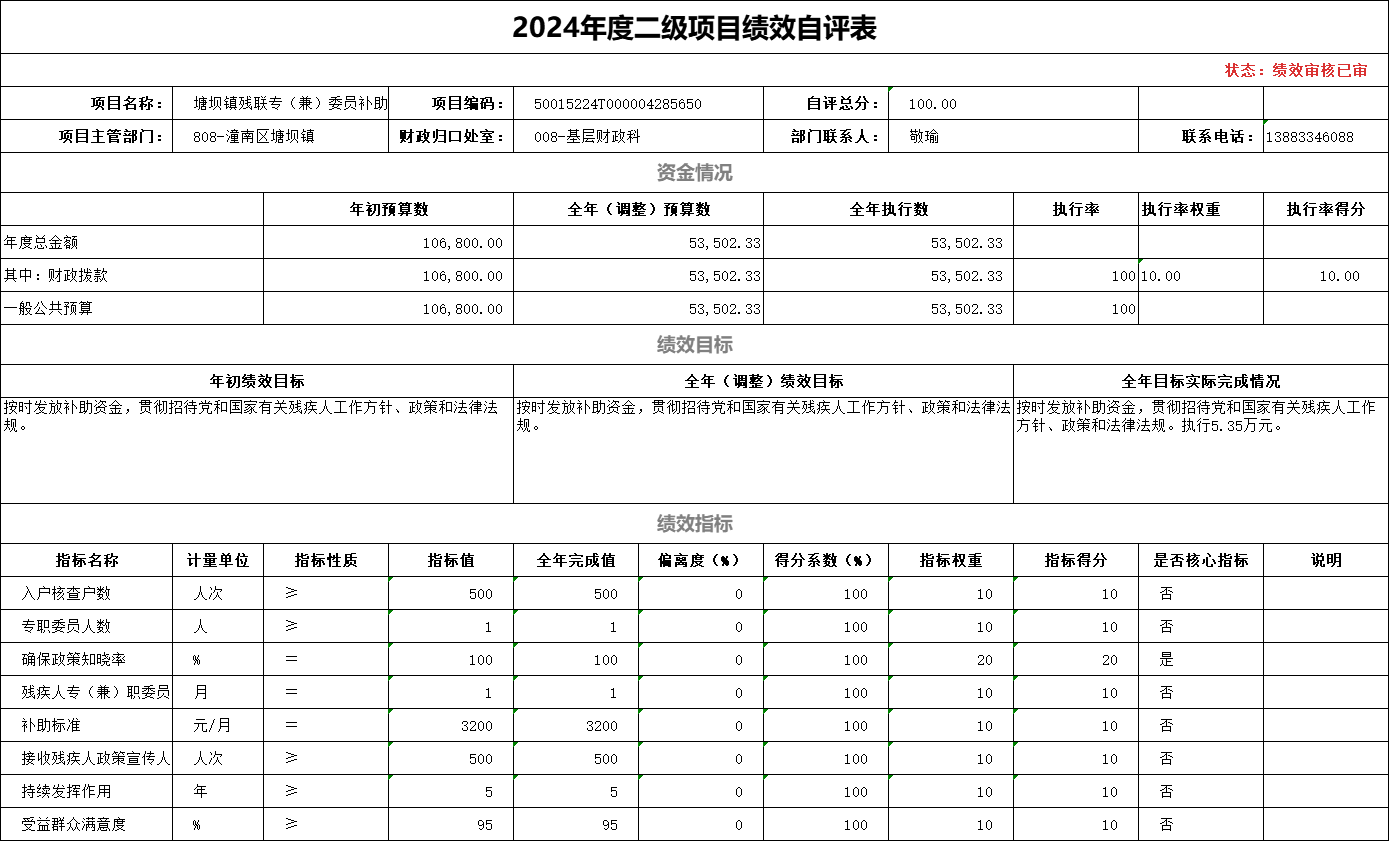 2024年度二级项目绩效自评表
状态：绩效审核已审
项目名称： 塘坝镇残联专（兼）委员补助 项目编码： 50015224T000004285650 自评总分： 100.00
项目主管部门： 808-潼南区塘坝镇 财政归口处室： 008-基层财政科 部门联系人： 敬瑜 联系电话： 13883346088
资金情况
年初预算数 全年（调整）预算数 全年执行数 执行率 执行率权重 执行率得分
年度总金额 106,800.00 53,502.33 53,502.33
其中：财政拨款 106,800.00 53,502.33 53,502.33 100 10.00 10.00
一般公共预算 106,800.00 53,502.33 53,502.33 100
绩效目标
年初绩效目标 全年（调整）绩效目标 全年目标实际完成情况
按时发放补助资金，贯彻招待党和国家有关残疾人工作方针、政策和法律法
规。
按时发放补助资金，贯彻招待党和国家有关残疾人工作方针、政策和法律法
规。
按时发放补助资金，贯彻招待党和国家有关残疾人工作
方针、政策和法律法规。执行5.35万元。
绩效指标
指标名称 计量单位 指标性质 指标值 全年完成值 偏离度（%） 得分系数（%） 指标权重 指标得分 是否核心指标 说明
入户核查户数 人次 ≥ 500 500 0 100 10 10 否
专职委员人数 人 ≥ 1 1 0 100 10 10 否
确保政策知晓率 % ＝ 100 100 0 100 20 20 是
残疾人专（兼）职委员 月 ＝ 1 1 0 100 10 10 否
补助标准 元/月 ＝ 3200 3200 0 100 10 10 否
接收残疾人政策宣传人 人次 ≥ 500 500 0 100 10 10 否
持续发挥作用 年 ≥ 5 5 0 100 10 10 否
受益群众满意度 % ≥ 95 95 0 100 10 10 否